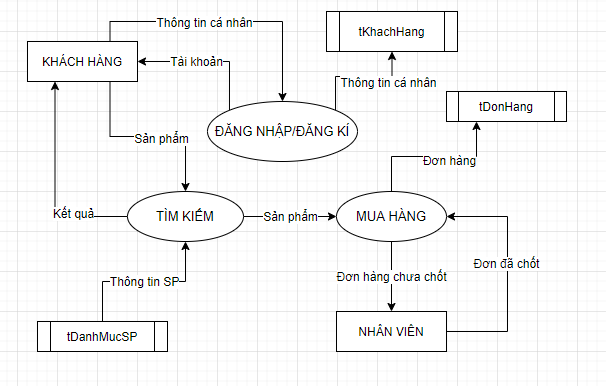 Thông tin cá nhân
tKhachHang
KHÁCH HÀNG
Tài khoản
Thông tin cá nhân
tDonHang
ĐĂNG NHẬP/ĐĂNG KÍ
Sản phẩm
Đơn hàng
Kết quả
TÌM KIẾM
Sản phẩm
MUA HÀNG
Đơn đã chốt
Thông tin SP
Đơn hàng chưa chốt
tDanhMucSP
NHÂN VIÊN